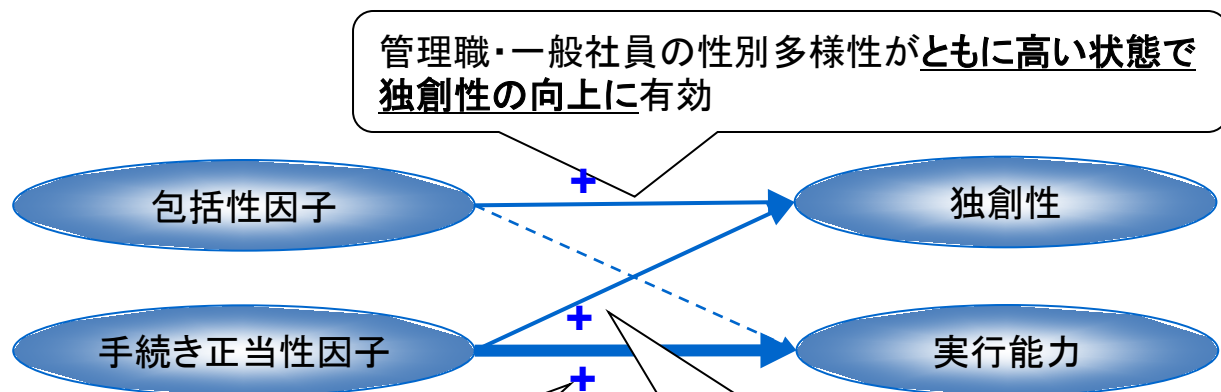 管理職・一般社員の性別多様性がともに高い状態で
独創性の向上に有効
+
包括性因子
独創性
+
手続き正当性因子
実行能力
+